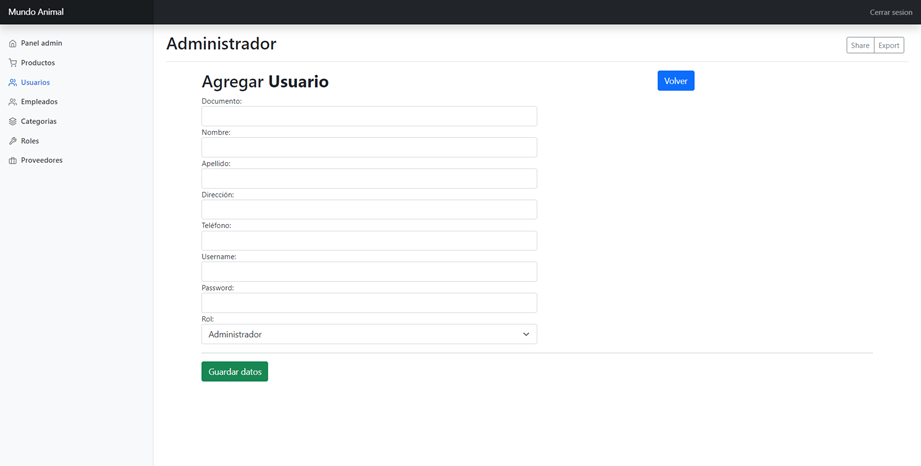 Mundo Animal
Cerrar sesion
Panel admin
Productos
Usuarios
Empleados
Categorias
Roles
Proveedores
Administrador
Share Export
Agregar Usuario
Volver
Documento:
Nombre:
Apellido:
Dirección:
Teléfono:
Username:
Password:
Rol:
Administrador
Guardar datos